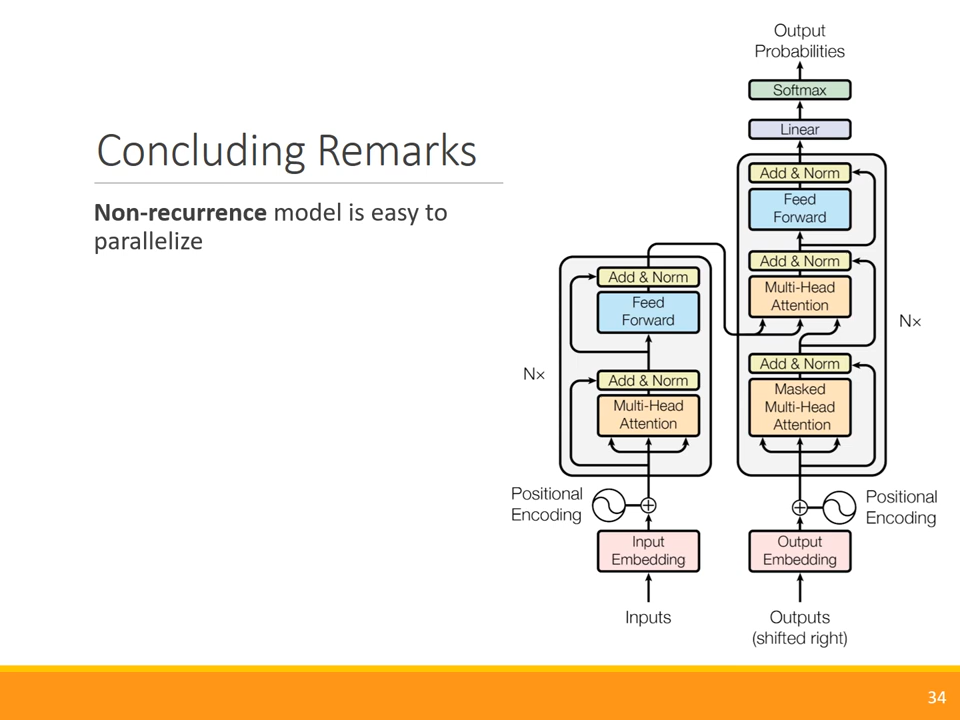 Concluding Remarks
Non-recurrence model is easy to
parallelize
Output
Probabilities
Softmax
Linear
Add & Norm
Feed
Forward
Add & Norm
Multi-Head
Attention
Add & Norm
Masked
Multi-Head
Attention
N×
Add & Norm
Feed
Forward
Add & Norm
Multi-Head
Attention
N×
Positional
Encoding
Positional
Encoding
Input
Embedding
Output
Embedding
Inputs
Outputs
(shifted right)
34